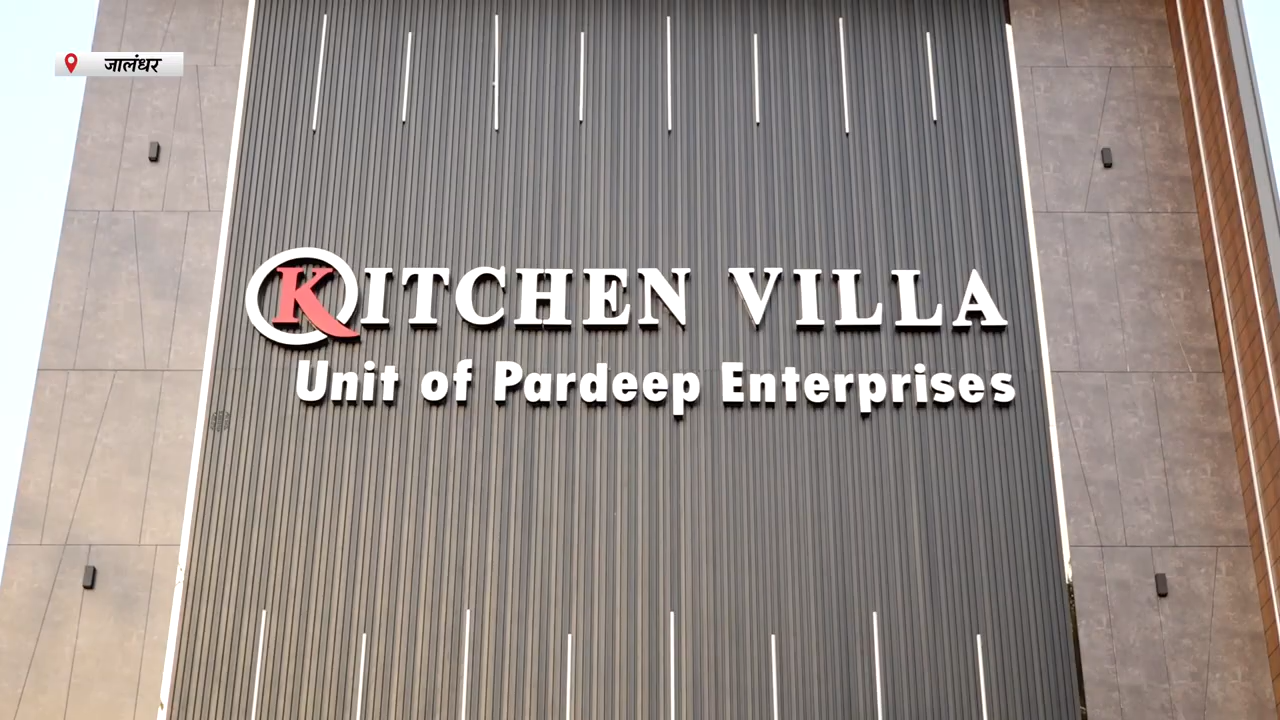 जालंधर
KITCHEN VILLA
Unit of Pardeep Enterprises